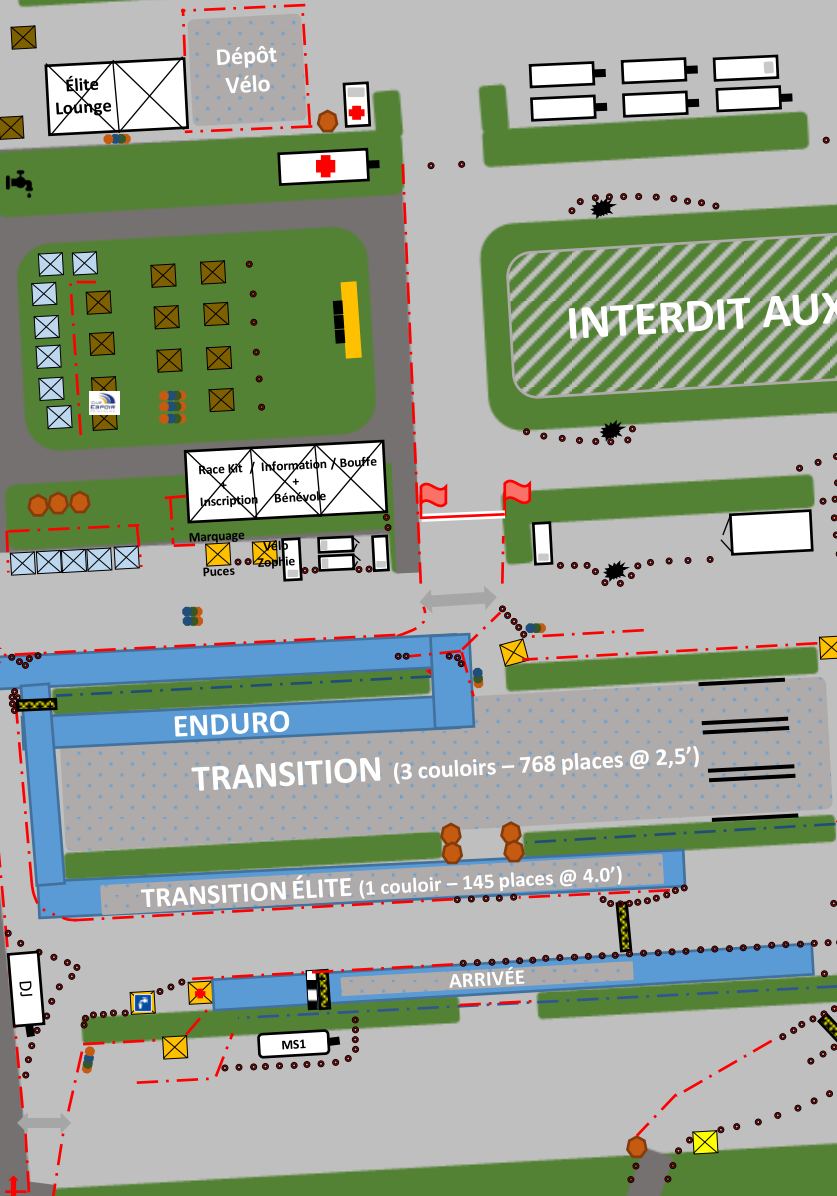 Dépôt
Vélo
Élite
Lounge
INTERDIT AUX
ESPOIR
Race Kit / Information / Bouffe
+ +
Inscription Bénévole
Marquage
Vélo
Zophie
Puces
ENDURO
TRANSITION (3 couloirs – 768 places @ 2,5’)
TRANSITION ÉLITE (1 couloir – 145 places @ 4.0’)
ARRIVÉE
DJ
MS1